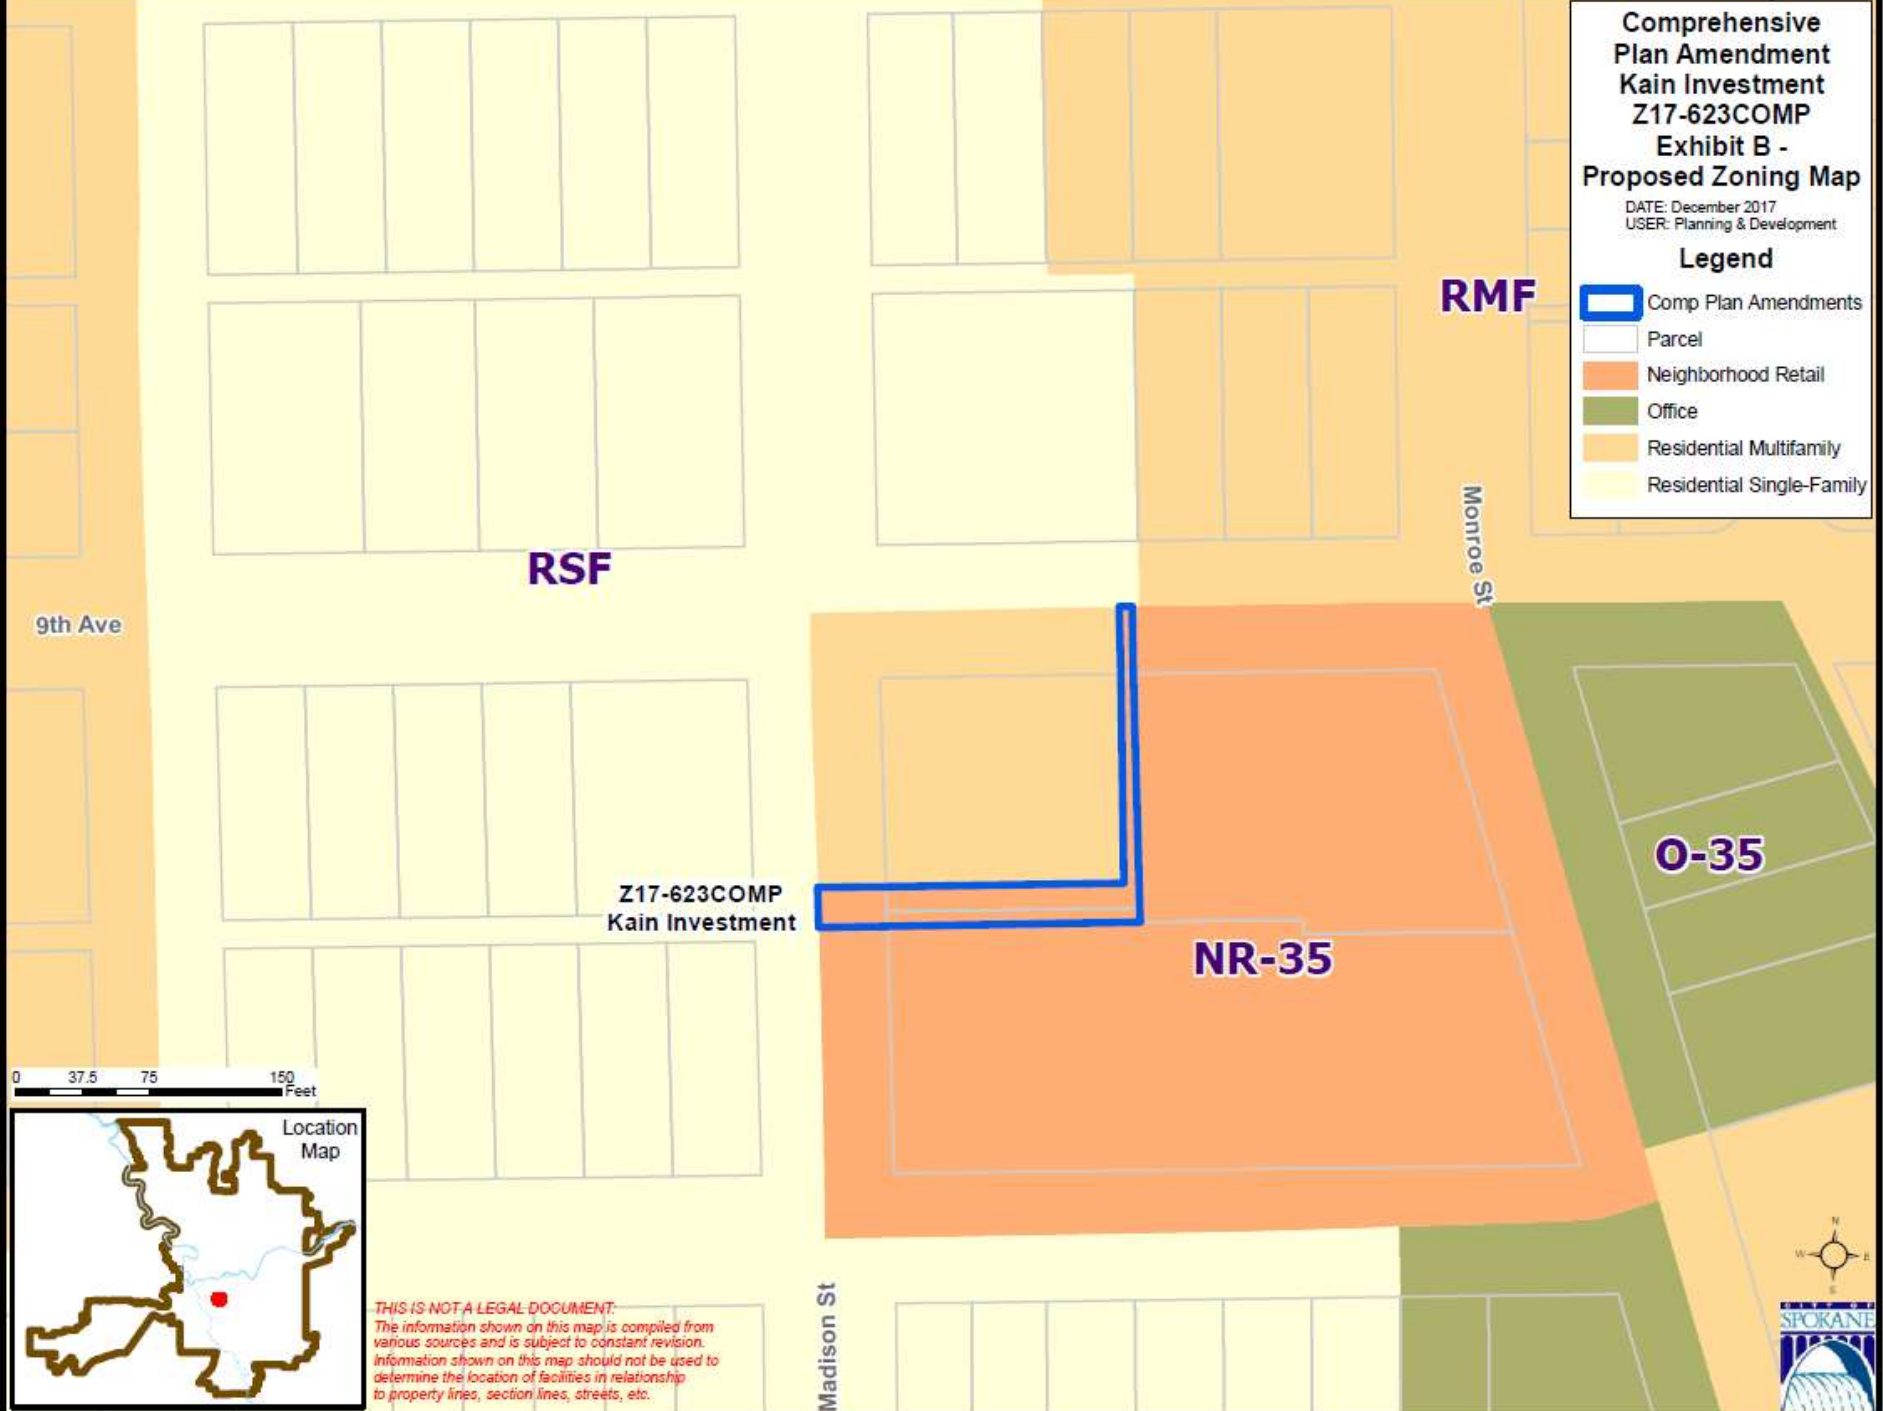 Comprehensive
Plan Amendment
Kain Investment
Z17-623COMP
Exhibit B -
Proposed Zoning Map
DATE: December 2017
USER: Planning & Development
Legend
Comp Plan Amendments
Parcel
Neighborhood Retail
Office
Residential Multifamily
Residential Single-Family
RMF
Monroe St
RSF
9th Ave
O-35
Z17-623COMP
Kain Investment
NR-35
0 37.5 75 150
Feet
Location
Map
THIS IS NOT A LEGAL DOCUMENT:
The information shown on this map is compiled from
various sources and is subject to constant revision.
Information shown on this map should not be used to
determine the location of facilities in relationship
to property lines, section lines, streets, etc.
Madison St
N
W E
S
CITY OF
SPOKANE